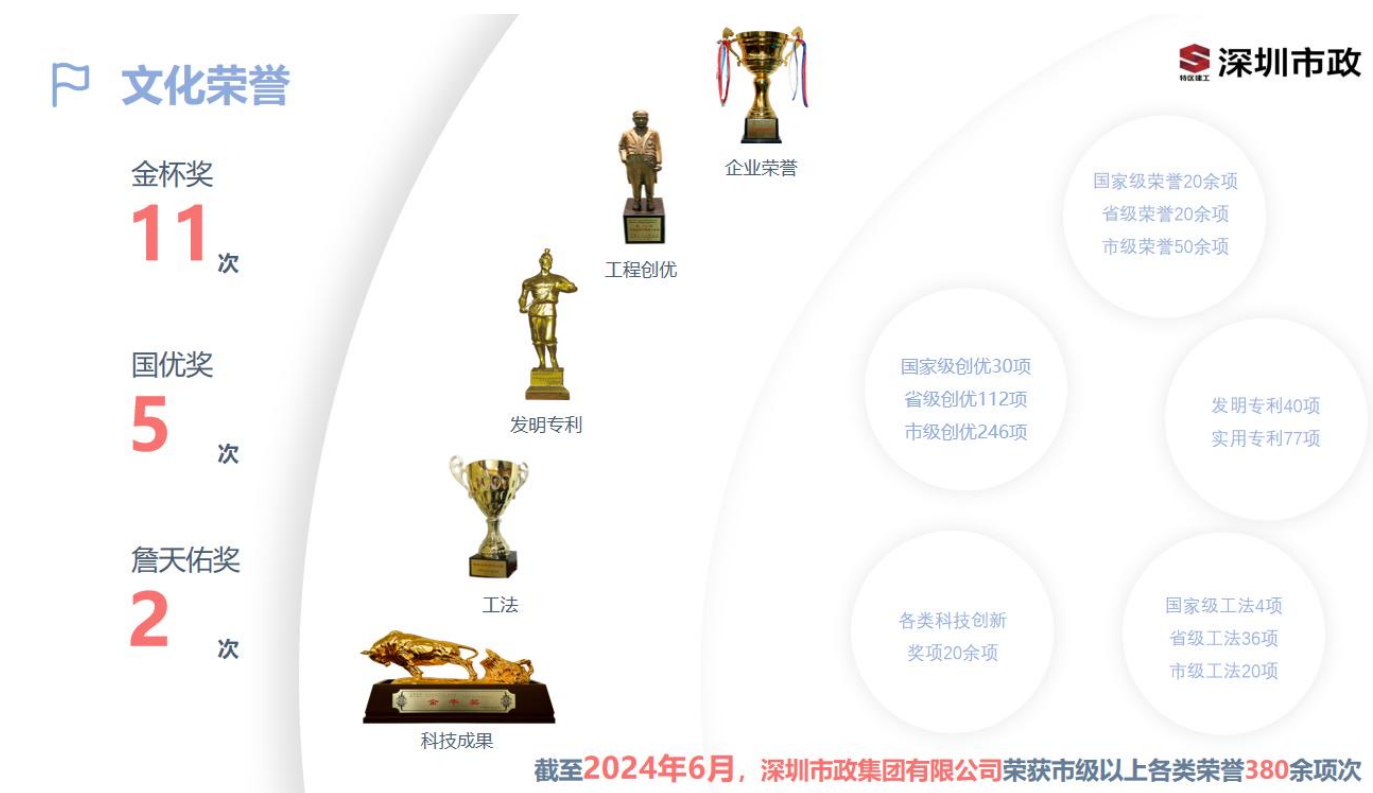 文化荣誉
特区建工
深圳市政
金杯奖
11次
国优奖
5次
詹天佑奖
2次
企业荣誉
工程创优
发明专利
工法
金牛奖
科技成果
国家级荣誉20余项
省级荣誉20余项
市级荣誉50余项
国家级创优30项
省级创优112项
市级创优246项
发明专利40项
实用专利77项
各类科技创新
奖项20余项
国家级工法4项
省级工法36项
市级工法20项
截至2024年6月，深圳市政集团有限公司荣获市级以上各类荣誉380余项次